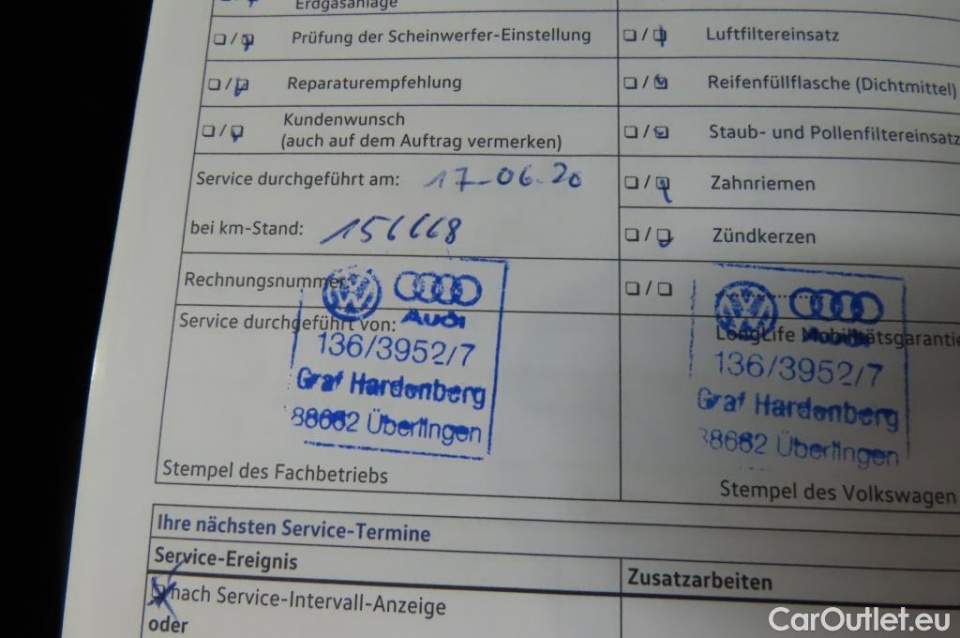 Erdgasanlage
Prüfung der Scheinwerfer-Einstellung
Reparaturempfehlung
Kundenwunsch
(auch auf dem Auftrag vermerken)
Service durchgeführt am: 17-06.20
bei km-Stand:
Rechnungsnummer
Service durchgeführt von:
Audi
136/3952/7
Graf Hardenberg
88662 Überlingen
Stempel des Fachbetriebs
Luftfiltereinsatz
Reifenfüllflasche (Dichtmittel)
Staub- und Pollenfiltereinsatz
Zahnriemen
Zündkerzen
LongLife Mobilitätsgarantie
136/3952/7
Graf Hardenberg
88662 Überlingen
Stempel des Volkswagen
Ihre nächsten Service-Termine
Service-Ereignis
Zusatzarbeiten
nach Service-Intervall-Anzeige
oder
CarOutlet.eu